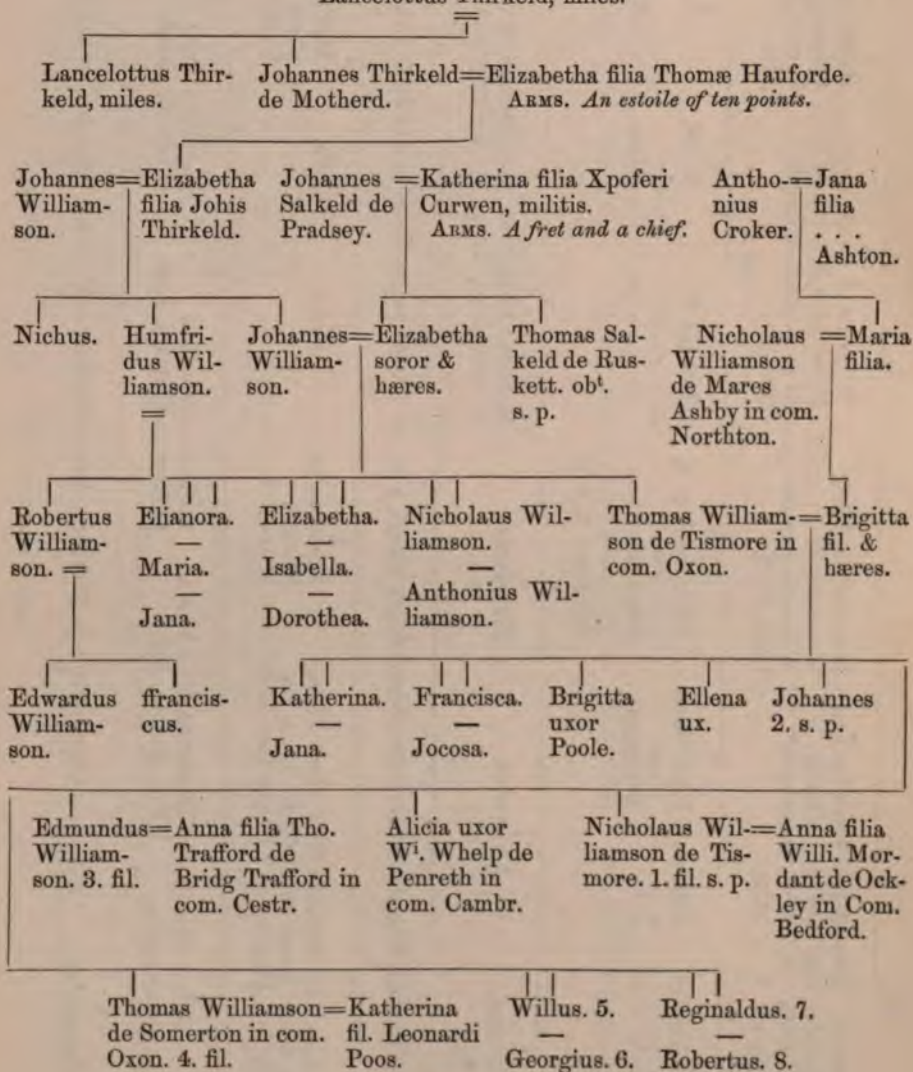 Lancelottus Thirkeld, miles.
Lancelottus Thir-
keld, miles.
Johannes Thirkeld=Elizabetha filia Thomæ Hauforde.
de Motherd.
ARMS. An estoile of ten points.
Johannes=Elizabetha
William-
son.
filia Johis
Thirkeld.
Johannes
Salkeld de
Pradsey.
=Katherina filia Xpoferi
Curwen, militis.
ARMS. A fret and a chief.
Antho-=Jana
nius
Croker.
filia
. . .
Ashton.
Nichus.
Humfri-
dus Wil-
liamson.
=
Johannes=Elizabetha
William-
son.
soror &
hæres.
Thomas Sal-
keld de Rus-
kett. obt.
s. p.
Nicholaus =Maria
Williamson
de Mares
Ashby in com.
Northton.
filia.
Robertus
William-
son. =
Elianora.
—
Maria.
—
Jana.
Elizabetha.
—
Isabella.
—
Dorothea.
Nicholaus Wil-
liamson.
—
Anthonius Wil-
liamson.
Thomas William-=Brigitta
son de Tismore in
com. Oxon.
fil. &
hæres.
Edwardus
William-
son.
ffrancis-
cus.
Katherina.
—
Jana.
Francisca.
—
Jocosa.
Brigitta
uxor
Poole.
Ellena
ux.
Johannes
2. s. p.
Edmundus=Anna filia Tho.
William-
son. 3. fil.
Trafford de
Bridg Trafford in
com. Cestr.
Alicia uxor
Wi. Whelp de
Penreth in
com. Cambr.
Nicholaus Wil-=Anna filia
liamson de Tis-
more. 1. fil. s. p.
Willi. Mor-
dant de Ock-
ley in Com.
Bedford.
Thomas Williamson=Katherina
de Somerton in com.
Oxon. 4. fil.
fil. Leonardi
Poos.
Willus. 5.
—
Georgius. 6.
Reginaldus. 7.
—
Robertus. 8.